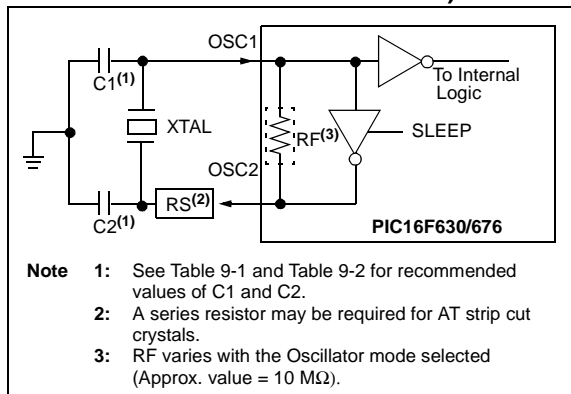 OSC1
C1(1)
To Internal
Logic
XTAL
RF(3)
SLEEP
OSC2
RS(2)
C2(1)
PIC16F630/676
Note 1: See Table 9-1 and Table 9-2 for recommended
values of C1 and C2.
2: A series resistor may be required for AT strip cut
crystals.
3: RF varies with the Oscillator mode selected
(Approx. value = 10 MΩ).